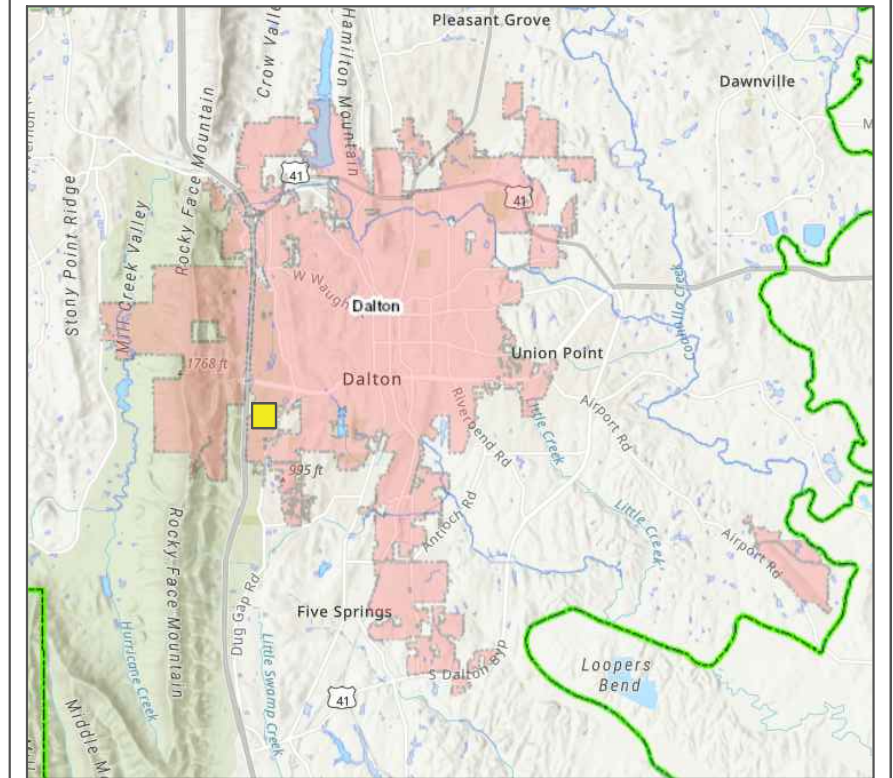 Pleasant Grove
Crow Valley
Hamilton Mountain
Dawnville
Rocky Face Mountain
41
41
Stony Point Ridge
Mill Creek Valley
W Waugh
Dalton
Coahulla Creek
1768 ft
Union Point
Dalton
Riverbend Rd
Little Creek
Airport Rd
995 ft
Little Creek
Antioch Rd
Airport Rd
Rocky Face Mountain
Dug Gap Rd
Five Springs
Hurricane Creek
Little Swamp Creek
S Dalton Byp
Loopers
Bend
41
Middle Mo